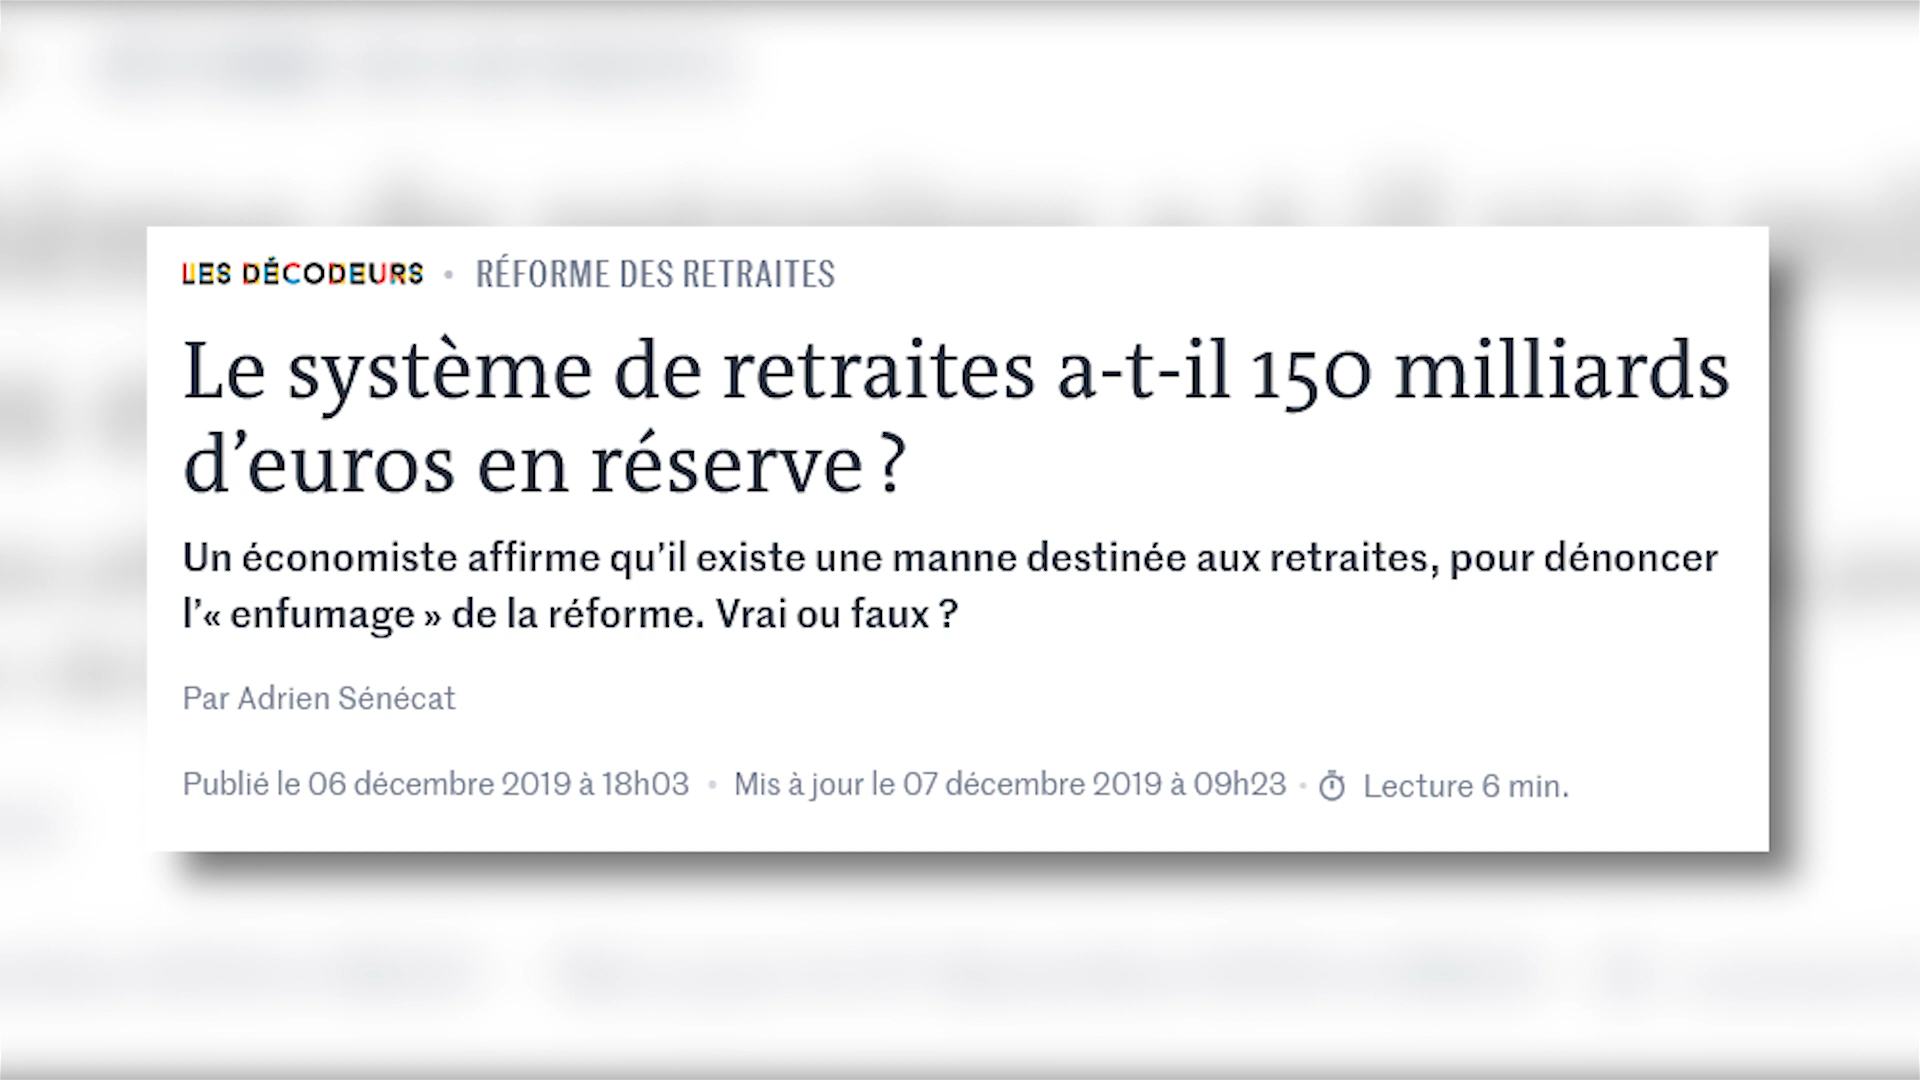 LES DÉCODEURS • RÉFORME DES RETRAITES
Le système de retraites a-t-il 150 milliards
d’euros en réserve ?
Un économiste affirme qu’il existe une manne destinée aux retraites, pour dénoncer
l’« enfumage » de la réforme. Vrai ou faux ?
Par Adrien Sénécat
Publié le 06 décembre 2019 à 18h03 • Mis à jour le 07 décembre 2019 à 09h23 • Lecture 6 min.